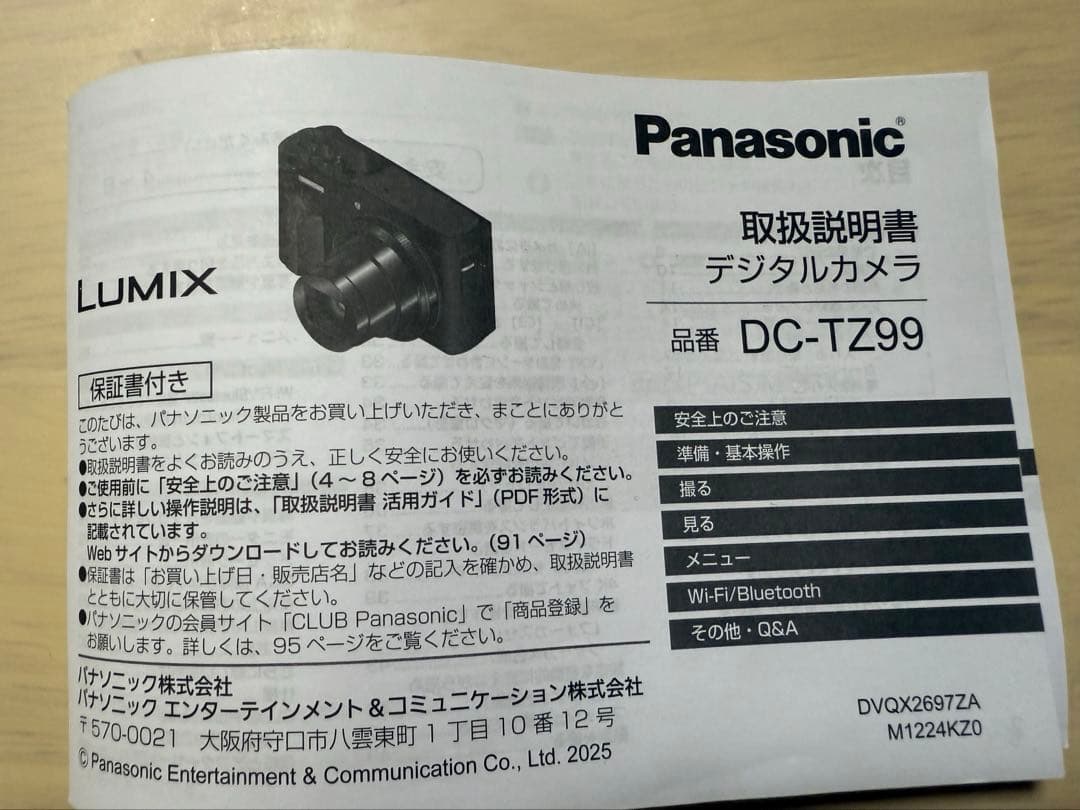 Panasonic®
取扱説明書
デジタルカメラ
品番 DC-TZ99
LUMIX
保証書付き
このたびは、パナソニック製品をお買い上げいただき、まことにありがと
うございます。
●取扱説明書をよくお読みのうえ、正しく安全にお使いください。
●ご使用前に「安全上のご注意」（4～8ページ）を必ずお読みください。
●さらに詳しい操作説明は、「取扱説明書 活用ガイド」（PDF形式）に
記載されています。
Webサイトからダウンロードしてお読みください。（91ページ）
●保証書は「お買い上げ日・販売店名」などの記入を確かめ、取扱説明書
とともに大切に保管してください。
●パナソニックの会員サイト「CLUB Panasonic」で「商品登録」を
お願いします。詳しくは、95ページをご覧ください。
パナソニック株式会社
パナソニック エンターテインメント＆コミュニケーション株式会社
〒570-0021 大阪府守口市八雲東町1丁目10番12号
© Panasonic Entertainment & Communication Co., Ltd. 2025
安全上のご注意
準備・基本操作
撮る
見る
メニュー
Wi-Fi/Bluetooth
その他・Q&A
DVQX2697ZA
M1224KZ0